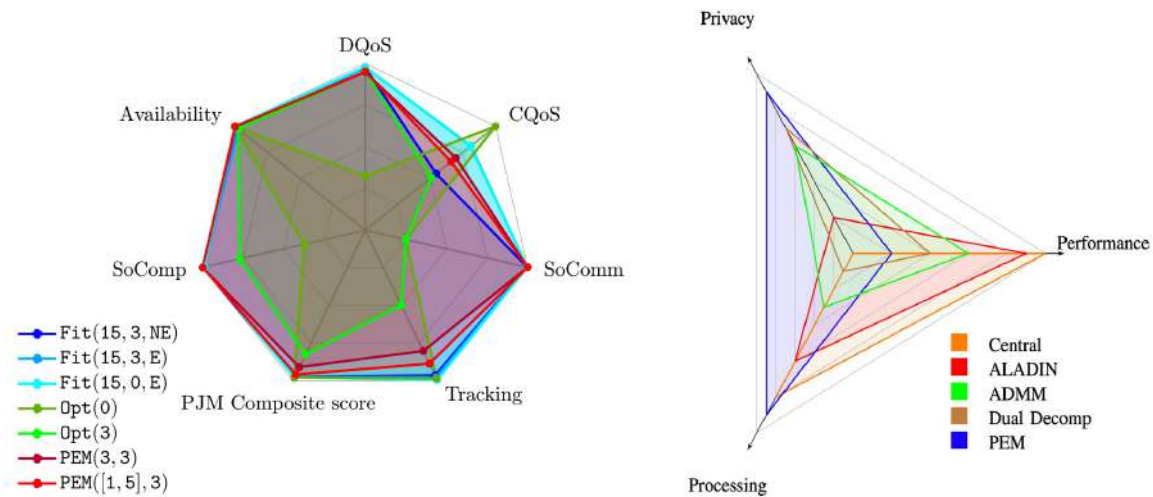 DQoS
Availability
CQoS
SoComp
SoComm
PJM Composite score
Tracking
Fit(15,3,NE)
Fit(15,3,E)
Fit(15,0,E)
Opt(0)
Opt(3)
PEM(3,3)
PEM([1,5],3)
Privacy
Performance
Processing
Central
ALADIN
ADMM
Dual Decomp
PEM